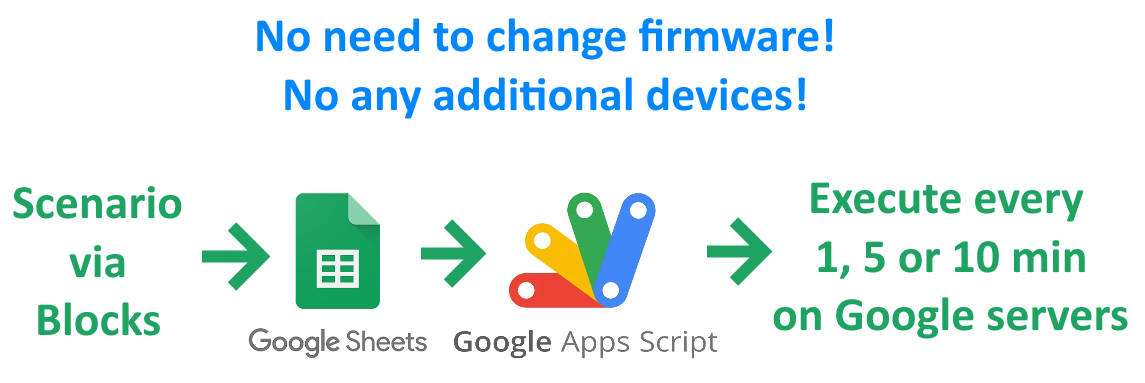 No need to change firmware!
No any additional devices!
Scenario
via
Blocks
Google Sheets
Google Apps Script
Execute every
1, 5 or 10 min
on Google servers